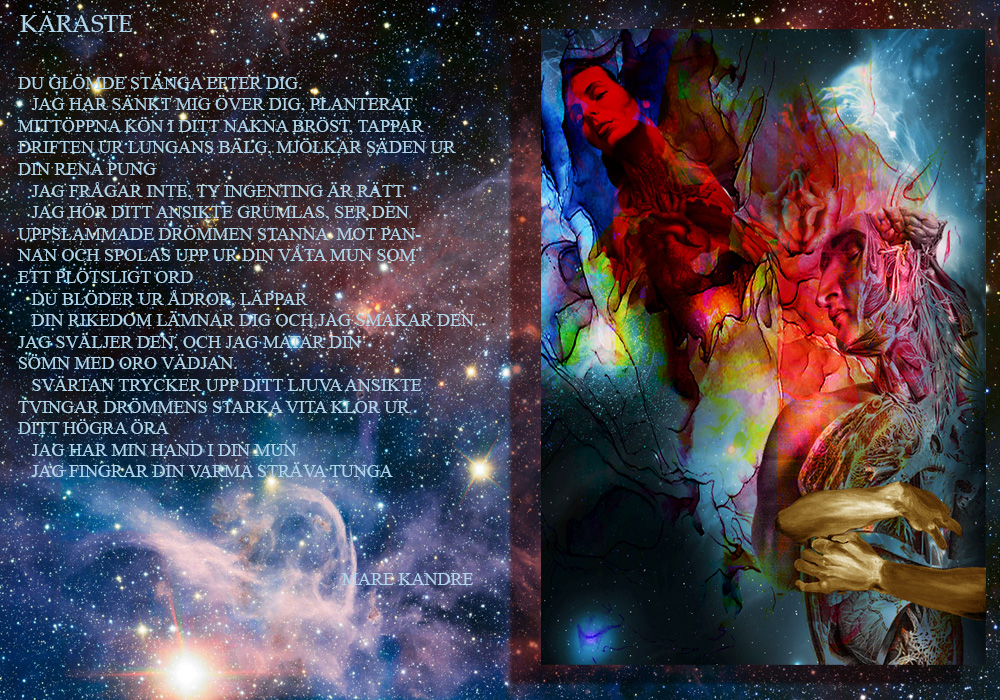 KÄRASTE
DU GLÖMDE STÄNGA EFTER DIG.
JAG HAR SÄNKT MIG ÖVER DIG, PLANTERAT
MITTÖPPNA KÖN I DITT NAKNA BRÖST, TAPPAR
DRIFTEN UR LUNGANS BÄLG, MJÖLKAR SÄDEN UR
DIN RENA PUNG
JAG FRÅGAR INTE, TY INGENTING ÄR RÄTT.
JAG HÖR DITT ANSIKTE GRUMLAS, SER DEN
UPPSLAMMADE DRÖMMEN STANNA MOT PAN-
NAN OCH SPOLAS UPP UR DIN VÅTA MUN SOM
ETT PLÖTSLIGT ORD
DU BLÖDER UR ÅDROR, LÄPPAR
DIN RIKEDOM LÄMNAR DIG OCH JAG SMAKAR DEN,
JAG SVÄLJER DEN, OCH JAG MATAR DIN
SÖMN MED ORO VÄDJAN.
SVÄRTAN TRYCKER UPP DITT LJUVA ANSIKTE
TVINGAR DRÖMMENS STARKA VITA KLOR UR
DITT HÖGRA ÖRA
JAG HAR MIN HAND I DIN MUN
JAG FINGRAR DIN VARMA STRÄVA TUNGA
MARE KANDRE